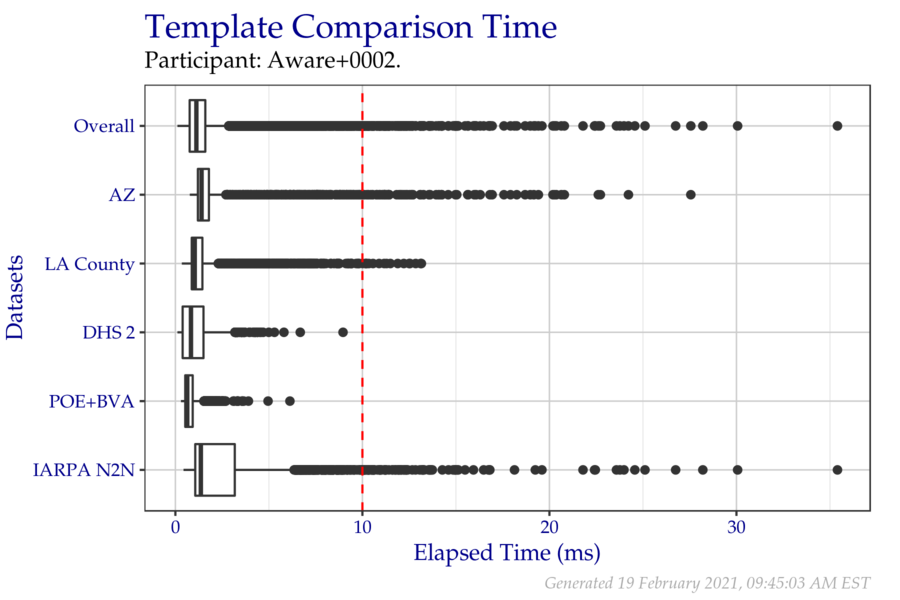 Template Comparison Time
Participant: Aware+0002.
Datasets
Overall
AZ
LA County
DHS 2
POE+BVA
IARPA N2N
0 10 20 30
Elapsed Time (ms)
Generated 19 February 2021, 09:45:03 AM EST